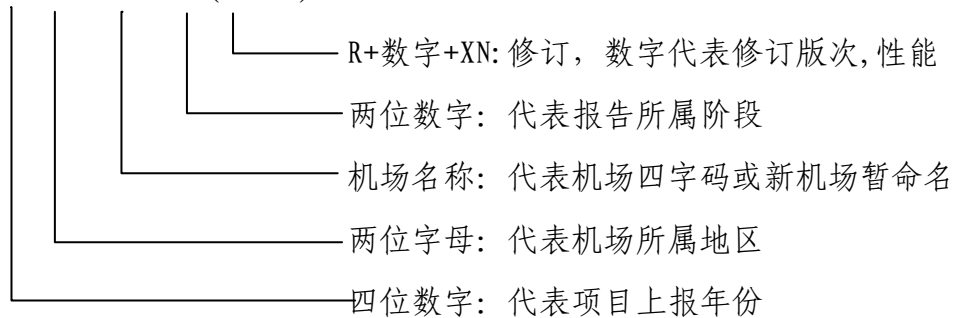 R+数字+XN:修订，数字代表修订版次,性能
两位数字：代表报告所属阶段
机场名称：代表机场四字码或新机场暂命名
两位字母：代表机场所属地区
四位数字：代表项目上报年份